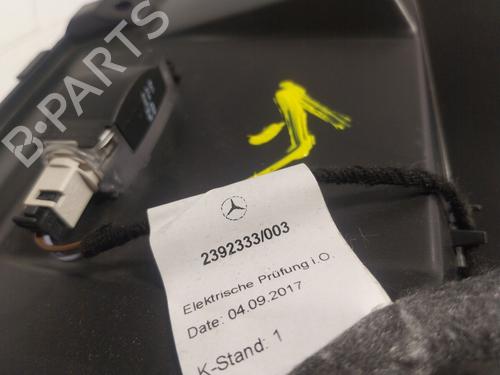 B-PARTS
2392333/003
Elektrische Prüfung i.O.
Date: 04.09.2017
K-Stand: 1